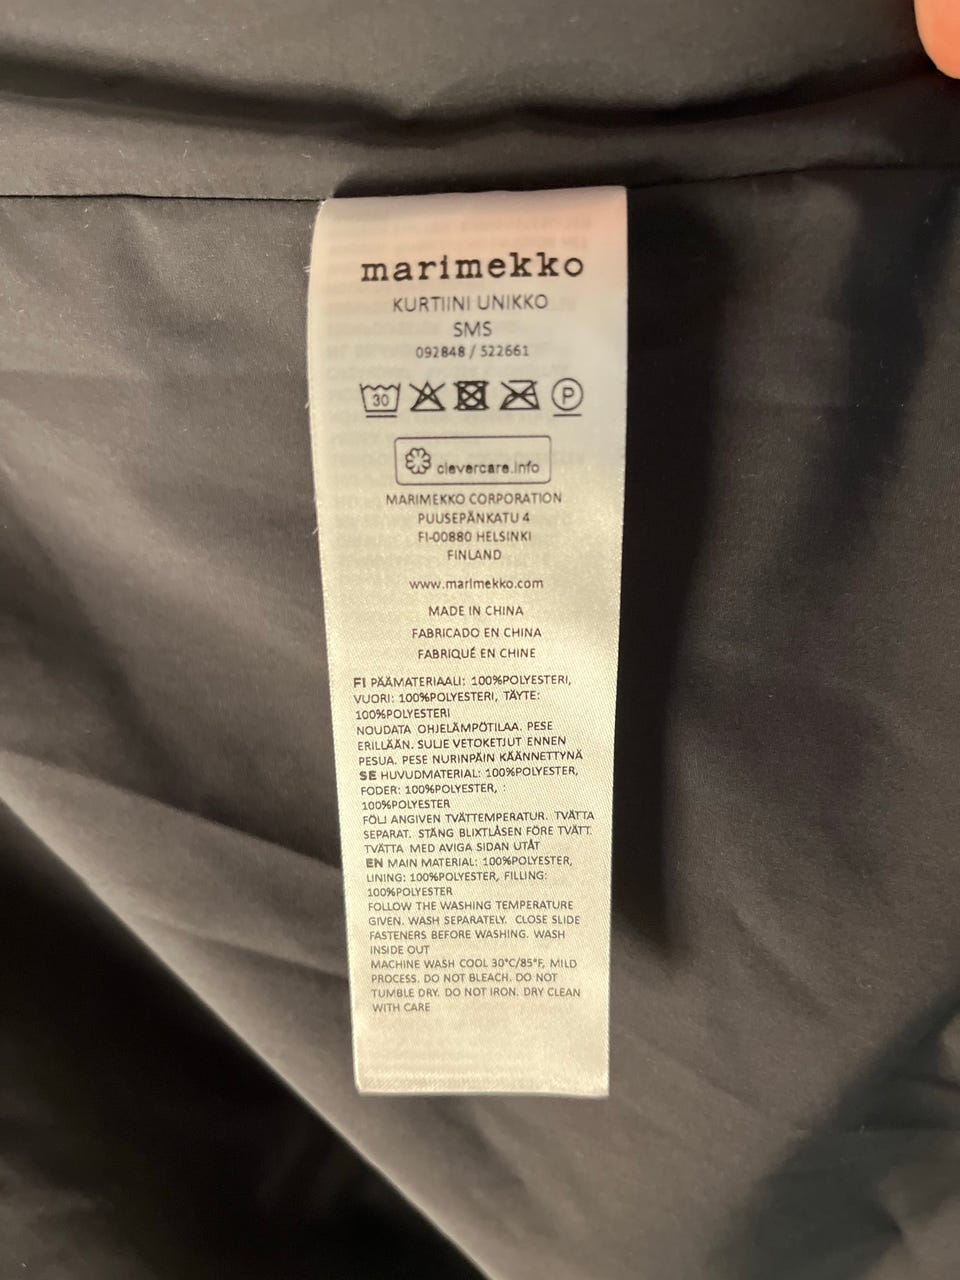 marimekko
KURTIINI UNIKKO
SMS
092848 / 522661
30 P
clevercare.info
MARIMEKKO CORPORATION
PUUSEPÄNKATU 4
FI-00880 HELSINKI
FINLAND
www.marimekko.com
MADE IN CHINA
FABRICADO EN CHINA
FABRIQUÉ EN CHINE
FI PÄÄMATERIAALI: 100%POLYESTERI,
VUORI: 100%POLYESTERI, TÄYTE:
100%POLYESTERI
NOUDATA OHJELÄMPÖTILAA. PESE
ERILLÄÄN. SULJE VETOKETJUT ENNEN
PESUA. PESE NURINPÄIN KÄÄNNETTYNÄ
SE HUVUDMATERIAL: 100%POLYESTER,
FODER: 100%POLYESTER, :
100%POLYESTER
FÖLJ ANGIVEN TVÄTTEMPERATUR. TVÄTTA
SEPARAT. STÄNG BLIXTLÅSEN FÖRE TVÄTT.
TVÄTTA MED AVIGA SIDAN UTÅT
EN MAIN MATERIAL: 100%POLYESTER,
LINING: 100%POLYESTER, FILLING:
100%POLYESTER
FOLLOW THE WASHING TEMPERATURE
GIVEN. WASH SEPARATELY. CLOSE SLIDE
FASTENERS BEFORE WASHING. WASH
INSIDE OUT
MACHINE WASH COOL 30°C/85°F, MILD
PROCESS. DO NOT BLEACH. DO NOT
TUMBLE DRY. DO NOT IRON. DRY CLEAN
WITH CARE